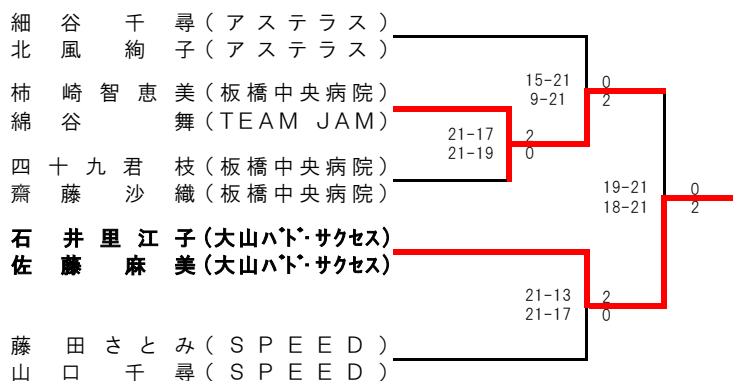 細谷千尋(アステラス)
北風絢子(アステラス)
15-21 0
9-21 2
柿崎智恵美(板橋中央病院)
綿谷舞(TEAM JAM)
21-17 2
21-19 0
四十九君枝(板橋中央病院)
齋藤沙織(板橋中央病院)
19-21 0
18-21 2
石井里江子(大山バド・サクセス)
佐藤麻美(大山バド・サクセス)
21-13 2
21-17 0
藤田さとみ(SPEED)
山口千尋(SPEED)